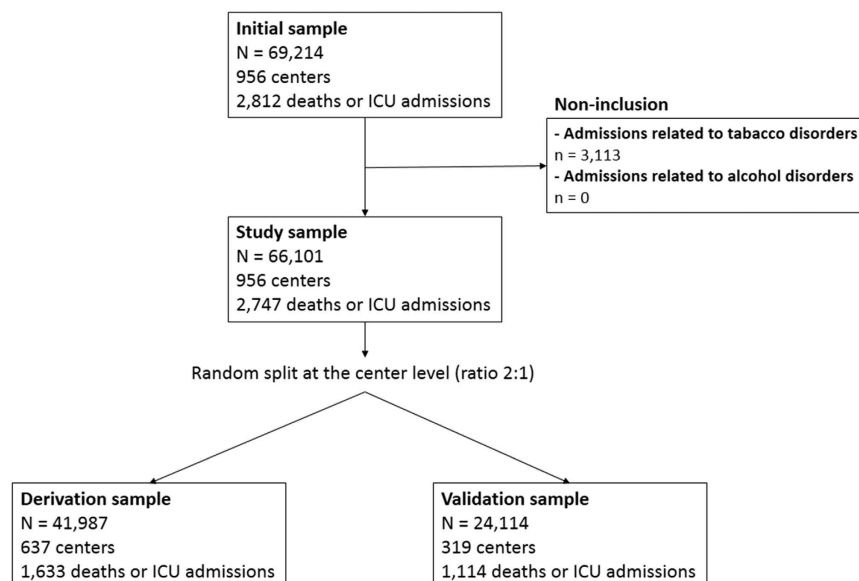 Initial sample
N = 69,214
956 centers
2,812 deaths or ICU admissions
Non-inclusion
- Admissions related to tabacco disorders
n = 3,113
- Admissions related to alcohol disorders
n = 0
Study sample
N = 66,101
956 centers
2,747 deaths or ICU admissions
Random split at the center level (ratio 2:1)
Derivation sample
N = 41,987
637 centers
1,633 deaths or ICU admissions
Validation sample
N = 24,114
319 centers
1,114 deaths or ICU admissions